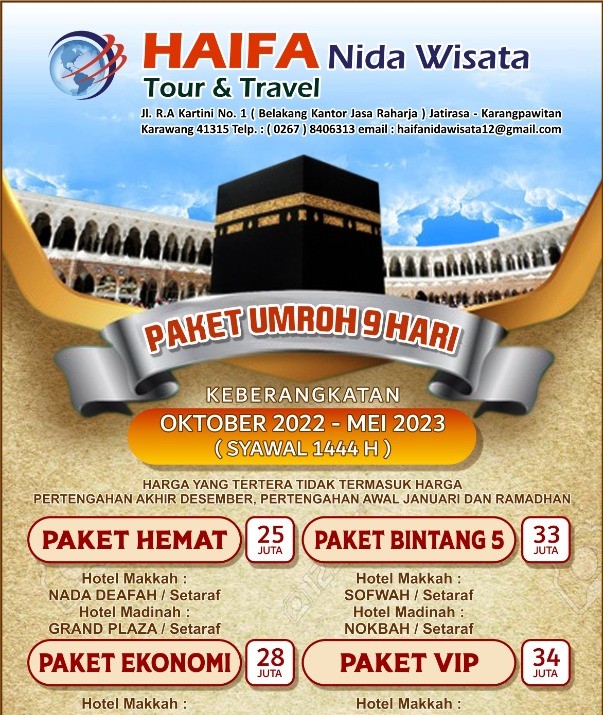 HAIFA Nida Wisata
Tour & Travel
Jl. R.A Kartini No. 1 ( Belakang Kantor Jasa Raharja ) Jatirasa - Karangpawitan
Karawang 41315 Telp. : ( 0267 ) 8406313 email : haifanidawisata12@gmail.com
PAKET UMROH 9 HARI
KEBERANGKATAN
OKTOBER 2022 - MEI 2023
( SYAWAL 1444 H )
HARGA YANG TERTERA TIDAK TERMASUK HARGA
PERTENGAHAN AKHIR DESEMBER, PERTENGAHAN AWAL JANUARI DAN RAMADHAN
PAKET HEMAT
25
JUTA
Hotel Makkah :
NADA DEAFAH / Setaraf
Hotel Madinah :
GRAND PLAZA / Setaraf
PAKET BINTANG 5
33
JUTA
Hotel Makkah :
SOFWAH / Setaraf
Hotel Madinah :
NOKBAH / Setaraf
PAKET EKONOMI
28
JUTA
Hotel Makkah :
PAKET VIP
34
JUTA
Hotel Makkah :